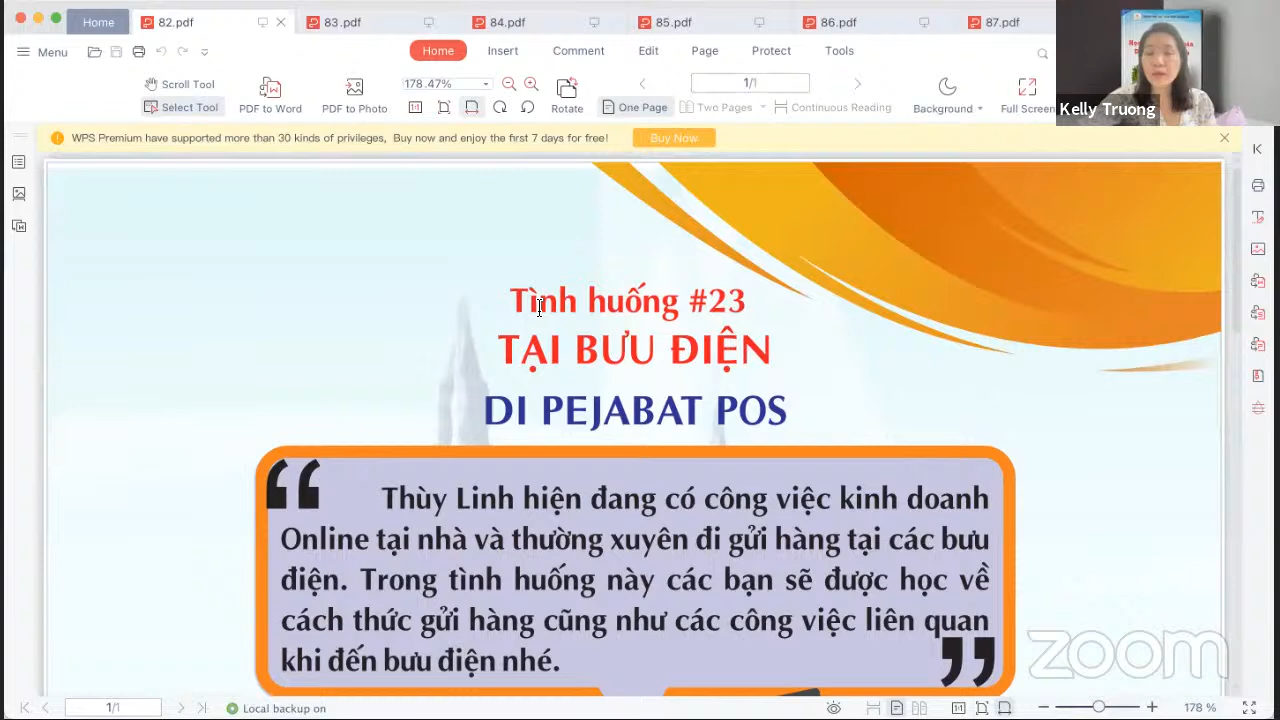 Home 82.pdf 83.pdf 84.pdf 85.pdf 86.pdf 87.pdf
Menu Home Insert Comment Edit Page Protect Tools
Scroll Tool 178.47% 1/1
Select Tool PDF to Word PDF to Photo Rotate One Page Two Pages Continuous Reading Background Full Screen
Kelly Truong
WPS Premium have supported more than 30 kinds of privileges, Buy now and enjoy the first 7 days for free! Buy Now
Tình huống #23
TẠI BƯU ĐIỆN
DI PEJABAT POS
Thùy Linh hiện đang có công việc kinh doanh
Online tại nhà và thường xuyên đi gửi hàng tại các bưu
điện. Trong tình huống này các bạn sẽ được học về
cách thức gửi hàng cũng như các công việc liên quan
khi đến bưu điện nhé.
zoom
1/1 Local backup on 178 %